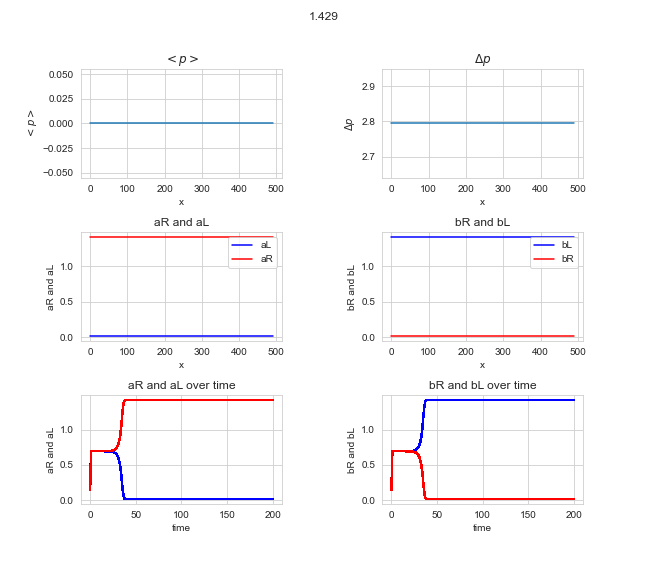 1.429
< p >
Δp
0.050
0.025
0.000
−0.025
−0.050
< p >
0 100 200 300 400 500
x
2.9
2.8
2.7
Δp
0 100 200 300 400 500
x
aR and aL
bR and bL
1.0
0.5
0.0
aR and aL
aL
aR
0 100 200 300 400 500
x
1.0
0.5
0.0
bR and bL
bL
bR
0 100 200 300 400 500
x
aR and aL over time
bR and bL over time
1.0
0.5
0.0
aR and aL
0 50 100 150 200
time
1.0
0.5
0.0
bR and bL
0 50 100 150 200
time